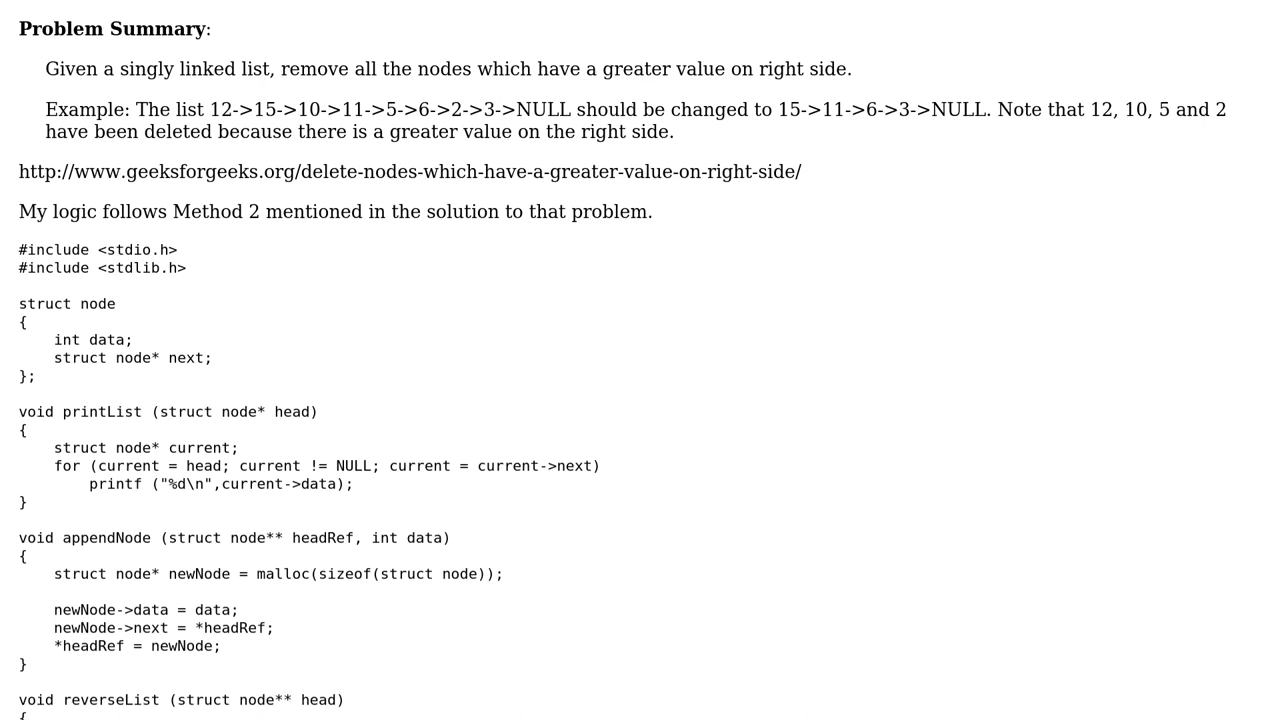 Problem Summary:
Given a singly linked list, remove all the nodes which have a greater value on right side.
Example: The list 12->15->10->11->5->6->2->3->NULL should be changed to 15->11->6->3->NULL. Note that 12, 10, 5 and 2
have been deleted because there is a greater value on the right side.
http://www.geeksforgeeks.org/delete-nodes-which-have-a-greater-value-on-right-side/
My logic follows Method 2 mentioned in the solution to that problem.
#include <stdio.h>
#include <stdlib.h>
struct node
{
    int data;
    struct node* next;
};
void printList (struct node* head)
{
    struct node* current;
    for (current = head; current != NULL; current = current->next)
        printf ("%d\n",current->data);
}
void appendNode (struct node** headRef, int data)
{
    struct node* newNode = malloc(sizeof(struct node));
    newNode->data = data;
    newNode->next = *headRef;
    *headRef = newNode;
}
void reverseList (struct node** head)
{